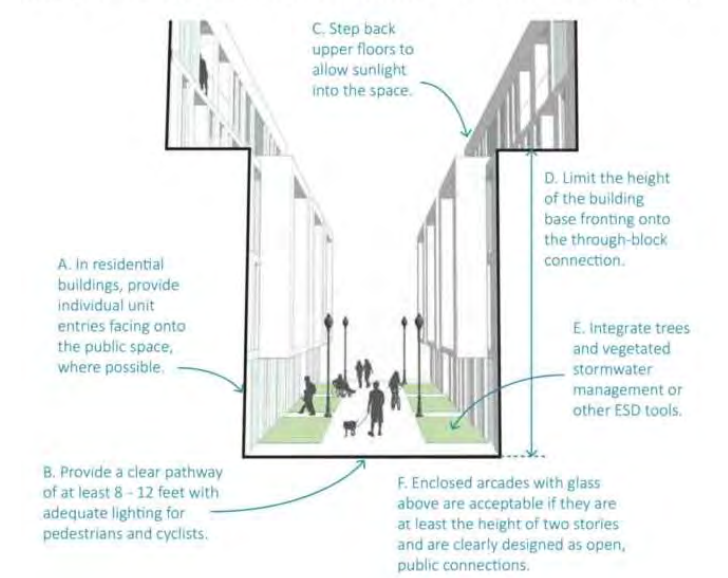 C. Step back
upper floors to
allow sunlight
into the space.
D. Limit the height
of the building
base fronting onto
the through-block
connection.
A. In residential
buildings, provide
individual unit
entries facing onto
the public space,
where possible.
E. Integrate trees
and vegetated
stormwater
management or
other ESD tools.
B. Provide a clear pathway
of at least 8 - 12 feet with
adequate lighting for
pedestrians and cyclists.
F. Enclosed arcades with glass
above are acceptable if they are
at least the height of two stories
and are clearly designed as open,
public connections.